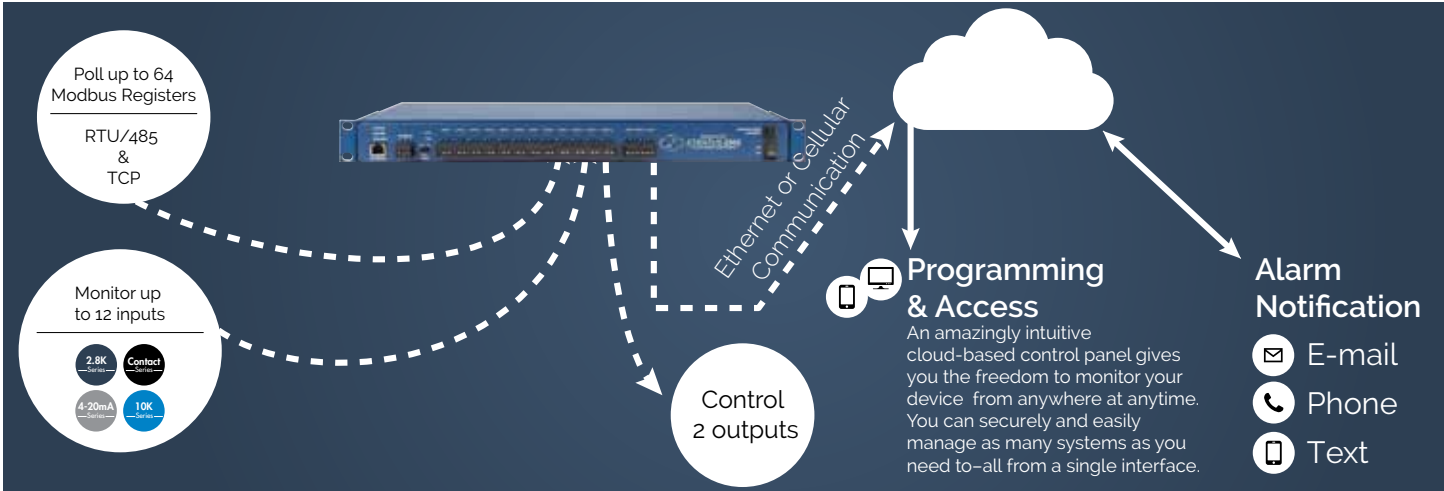 Poll up to 64
Modbus Registers
RTU/485
&
TCP
Monitor up
to 12 inputs
2.8K
Series
Contact
Series
4-20mA
Series
10K
Series
Control
2 outputs
Ethernet or Cellular
Communication
Programming
& Access
An amazingly intuitive
cloud-based control panel gives
you the freedom to monitor your
device from anywhere at anytime.
You can securely and easily
manage as many systems as you
need to–all from a single interface.
Alarm
Notification
E-mail
Phone
Text